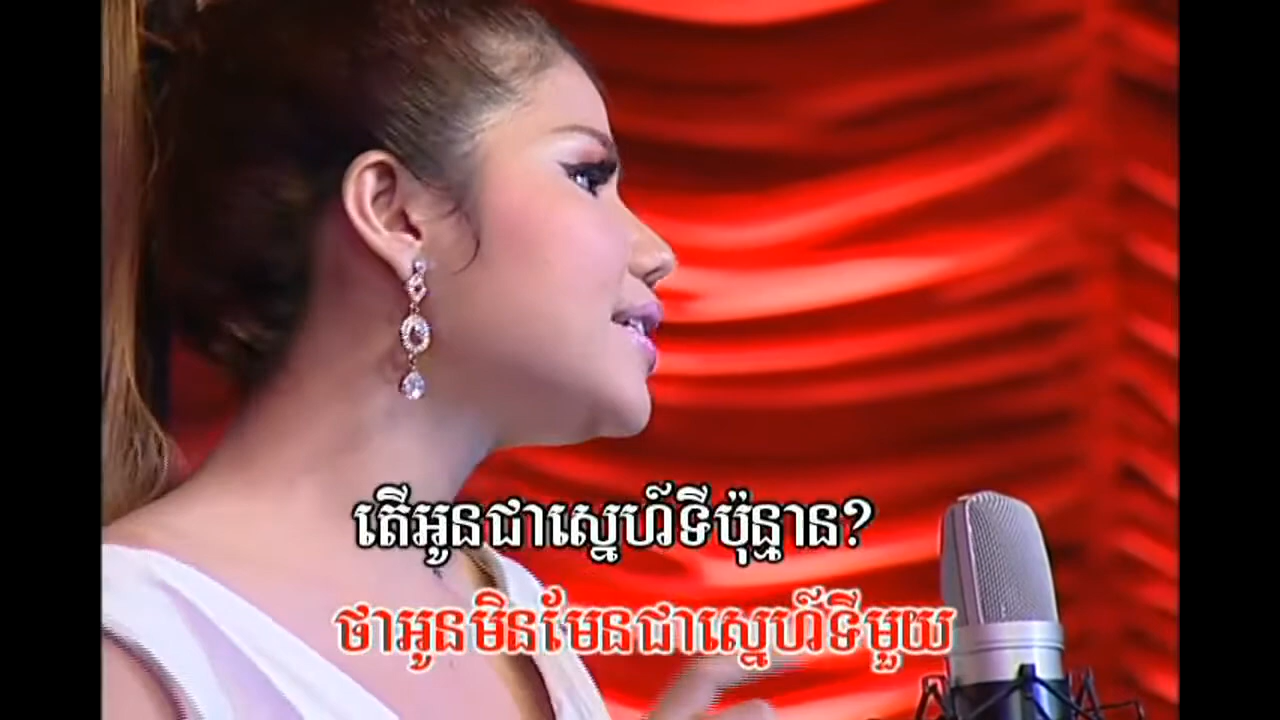 តើអូនជាស្នេហ៍ទីប៉ុន្មាន?
ថាអូនមិនមែនជាស្នេហ៍ទីមួយ